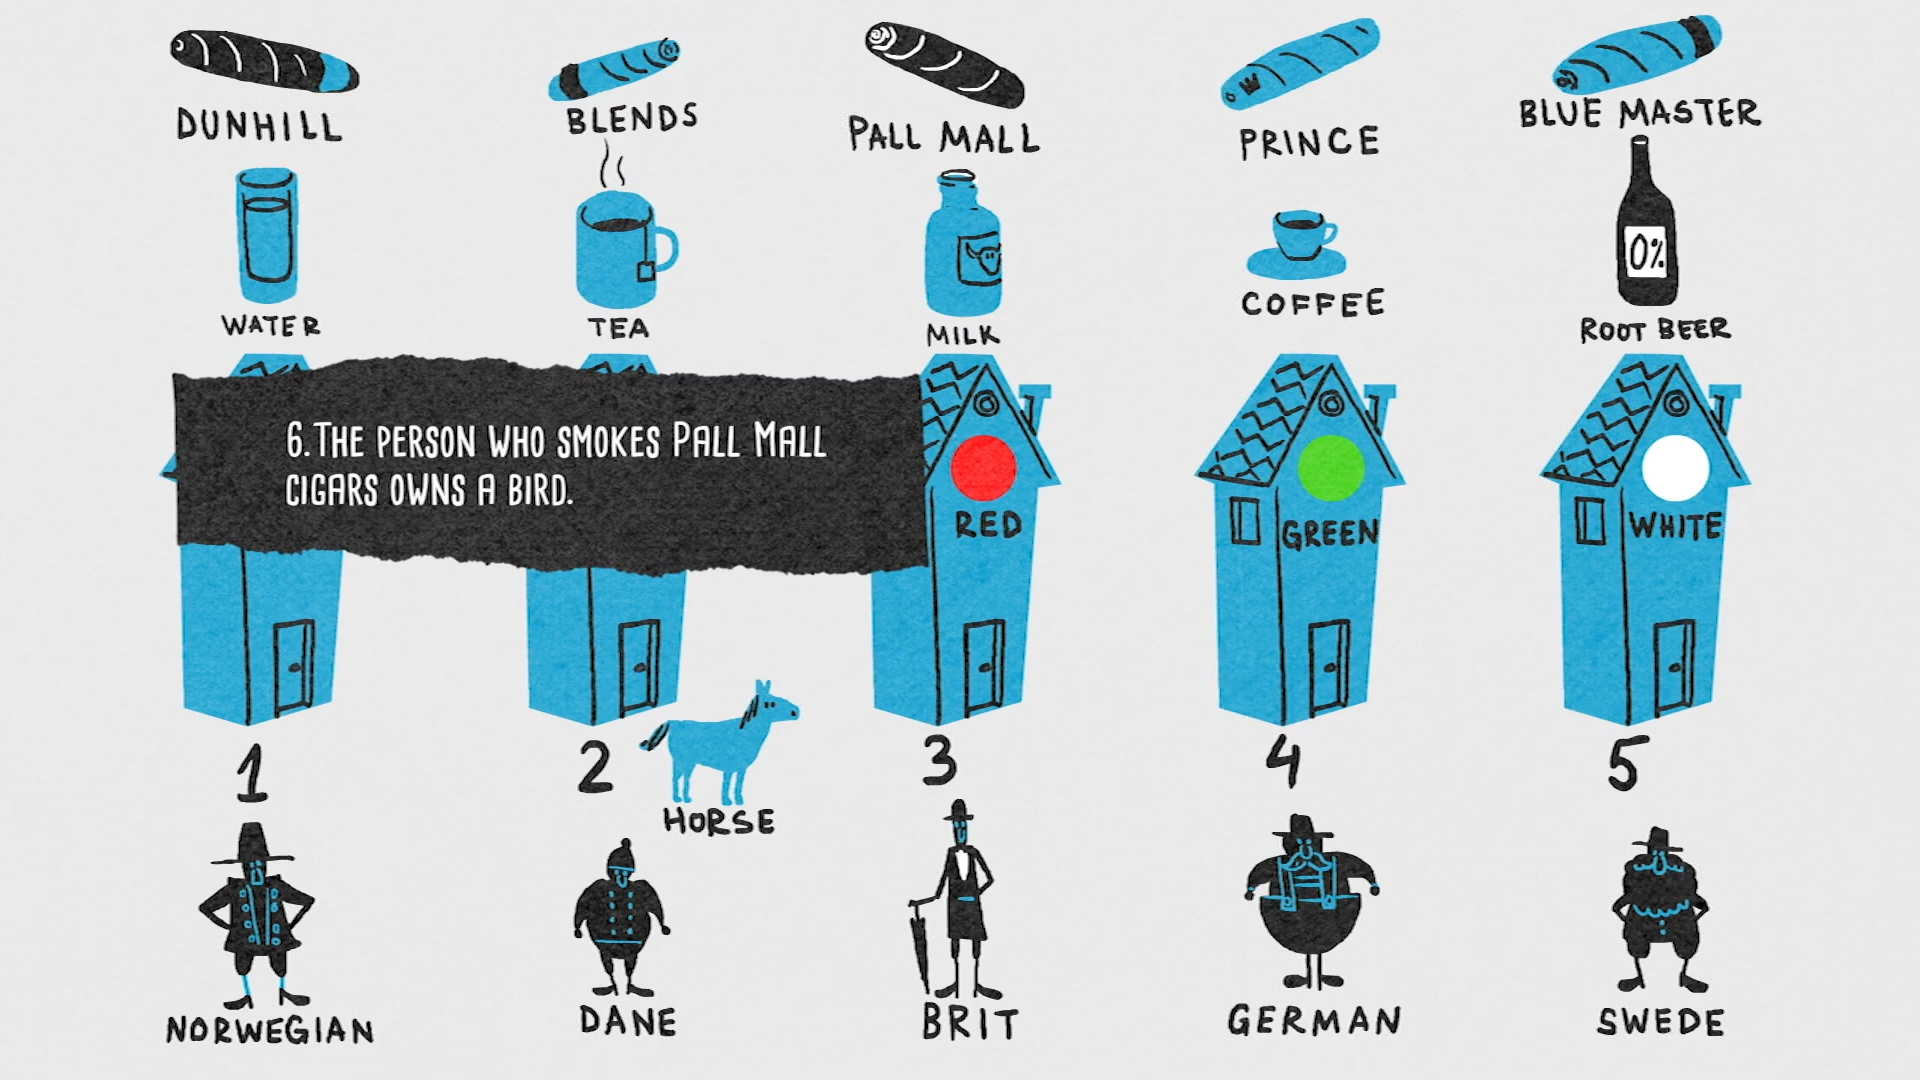 DUNHILL
BLENDS
PALL MALL
PRINCE
BLUE MASTER
WATER
TEA
MILK
COFFEE
0%
ROOT BEER
6. THE PERSON WHO SMOKES PALL MALL
CIGARS OWNS A BIRD.
RED
GREEN
WHITE
1
2
3
4
5
HORSE
NORWEGIAN
DANE
BRIT
GERMAN
SWEDE